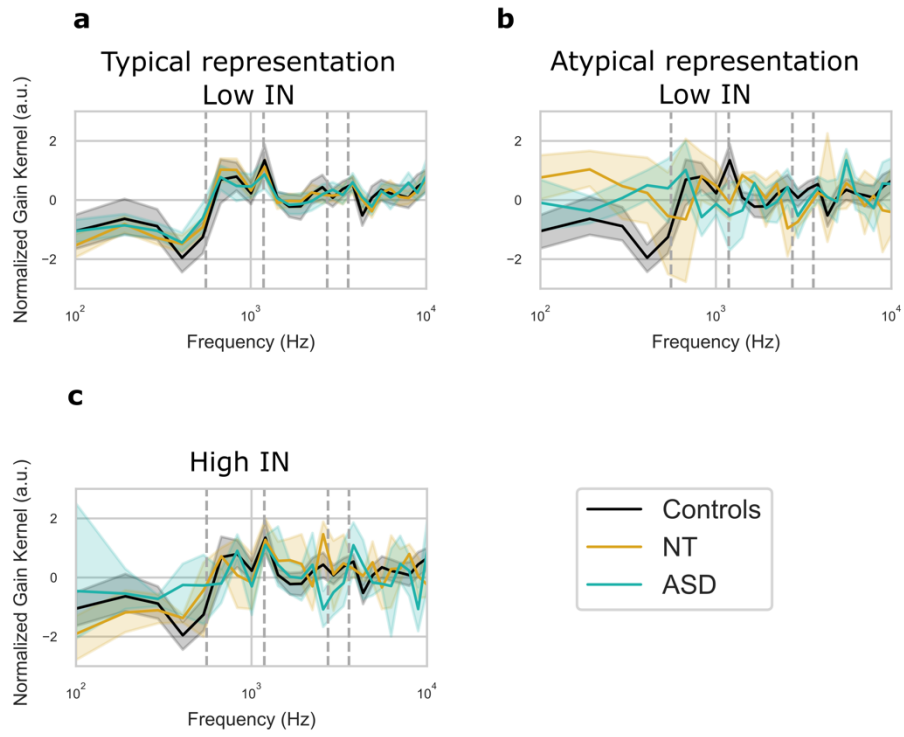 a
Typical representation
Low IN
Normalized Gain Kernel (a.u.)
2
0
−2
10²
10³
10⁴
Frequency (Hz)
b
Atypical representation
Low IN
2
0
−2
10²
10³
10⁴
Frequency (Hz)
c
High IN
Normalized Gain Kernel (a.u.)
2
0
−2
10²
10³
10⁴
Frequency (Hz)
Controls
NT
ASD